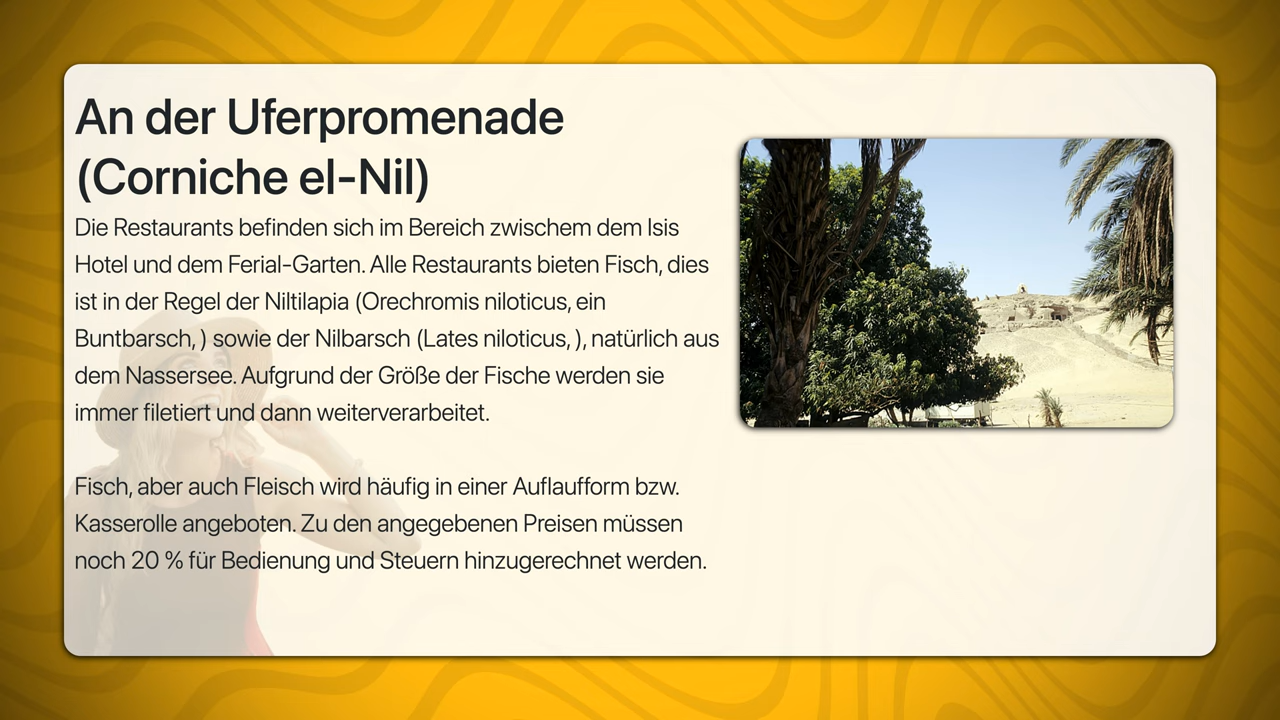 An der Uferpromenade
(Corniche el-Nil)
Die Restaurants befinden sich im Bereich zwischem dem Isis
Hotel und dem Ferial-Garten. Alle Restaurants bieten Fisch, dies
ist in der Regel der Niltilapia (Orechromis niloticus, ein
Buntbarsch, ) sowie der Nilbarsch (Lates niloticus, ), natürlich aus
dem Nassersee. Aufgrund der Größe der Fische werden sie
immer filetiert und dann weiterverarbeitet.
Fisch, aber auch Fleisch wird häufig in einer Auflaufform bzw.
Kasserolle angeboten. Zu den angegebenen Preisen müssen
noch 20 % für Bedienung und Steuern hinzugerechnet werden.